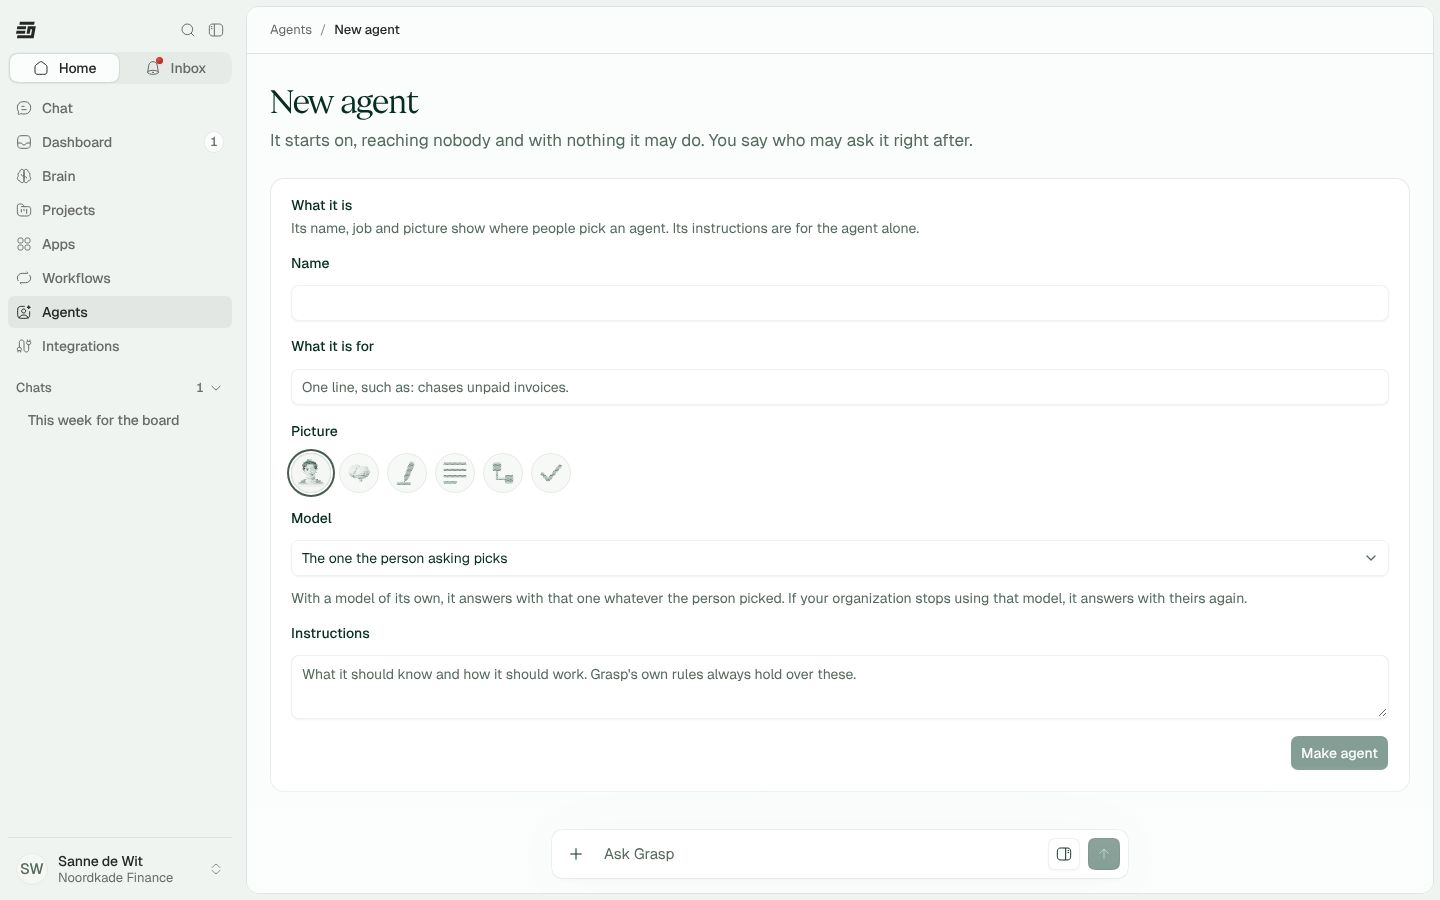 Home
Inbox
Chat
Dashboard
1
Brain
Projects
Apps
Workflows
Agents
Integrations
Chats
1
This week for the board
SW
Sanne de Wit
Noordkade Finance
Agents / New agent
New agent
It starts on, reaching nobody and with nothing it may do. You say who may ask it right after.
What it is
Its name, job and picture show where people pick an agent. Its instructions are for the agent alone.
Name
What it is for
One line, such as: chases unpaid invoices.
Picture
Model
The one the person asking picks
With a model of its own, it answers with that one whatever the person picked. If your organization stops using that model, it answers with theirs again.
Instructions
What it should know and how it should work. Grasp's own rules always hold over these.
Make agent
Ask Grasp